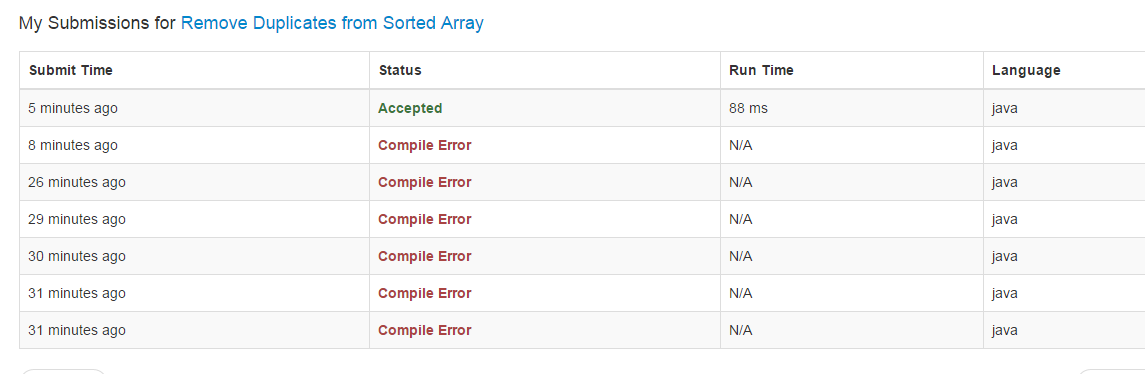 My Submissions for Remove Duplicates from Sorted Array
Submit Time Status Run Time Language
5 minutes ago Accepted 88 ms java
8 minutes ago Compile Error N/A java
26 minutes ago Compile Error N/A java
29 minutes ago Compile Error N/A java
30 minutes ago Compile Error N/A java
31 minutes ago Compile Error N/A java
31 minutes ago Compile Error N/A java